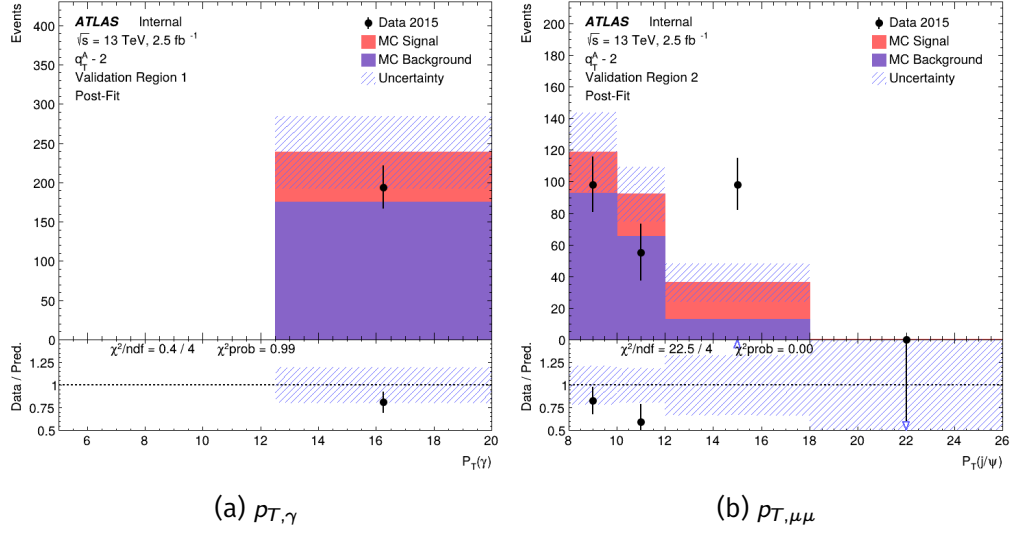 Events
400
350
300
250
200
150
100
50
0
ATLAS Internal
√s = 13 TeV, 2.5 fb -1
q_T^A - 2
Validation Region 1
Post-Fit
Data 2015
MC Signal
MC Background
Uncertainty
χ²/ndf = 0.4 / 4 χ²prob = 0.99
Data / Pred.
1.25
1
0.75
0.5
6 8 10 12 14 16 18 20
P_T(γ)
(a) p_T,γ
Events
200
180
160
140
120
100
80
60
40
20
0
ATLAS Internal
√s = 13 TeV, 2.5 fb -1
q_T^A - 2
Validation Region 2
Post-Fit
Data 2015
MC Signal
MC Background
Uncertainty
χ²/ndf = 22.5 / 4 χ²prob = 0.00
Data / Pred.
1.25
1
0.75
0.5
8 10 12 14 16 18 20 22 24 26
P_T(j/ψ)
(b) p_T,μμ